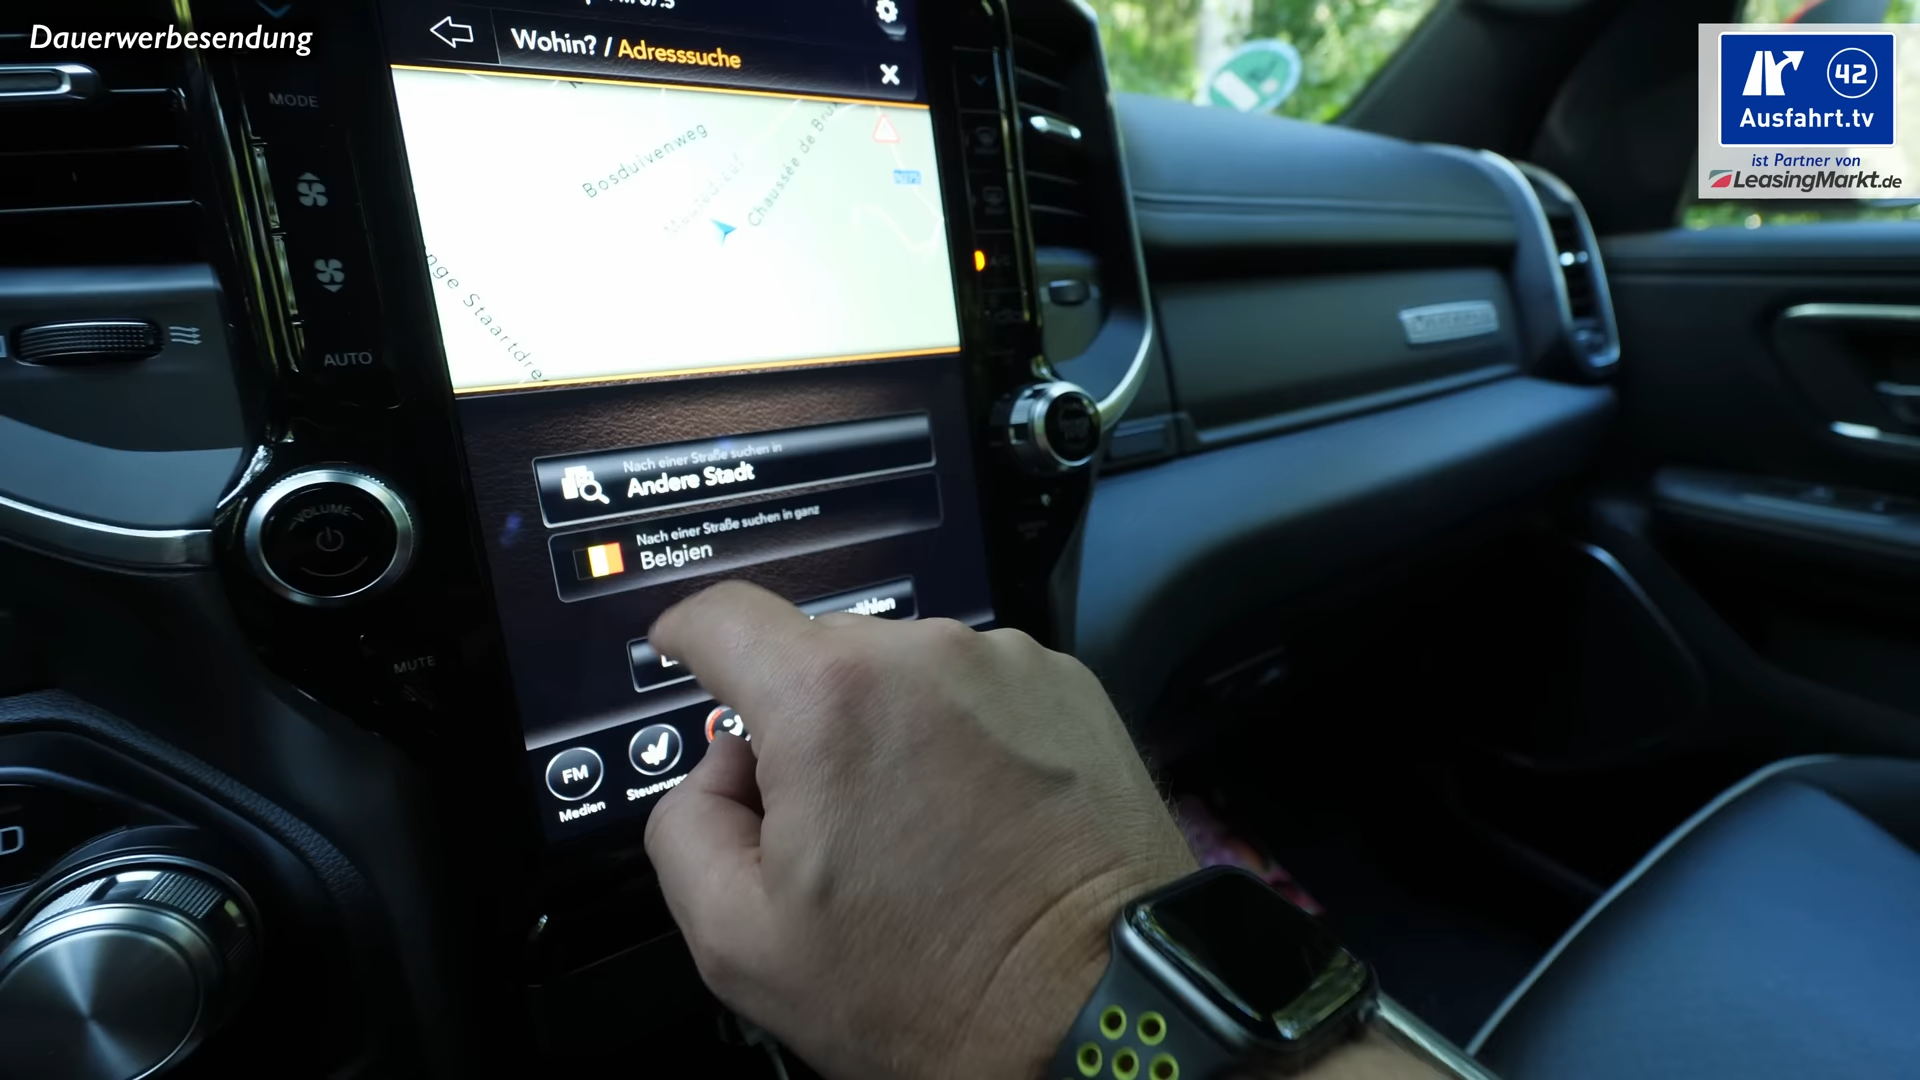 Dauerwerbesendung
Wohin? / Adresssuche
42
Ausfahrt.tv
ist Partner von
LeasingMarkt.de
MODE
Bosduivenweg
Chaussée de
AUTO
Nach einer Straße suchen in
Andere Stadt
Nach einer Straße suchen in ganz
Belgien
VOLUME
MUTE
FM
Medien